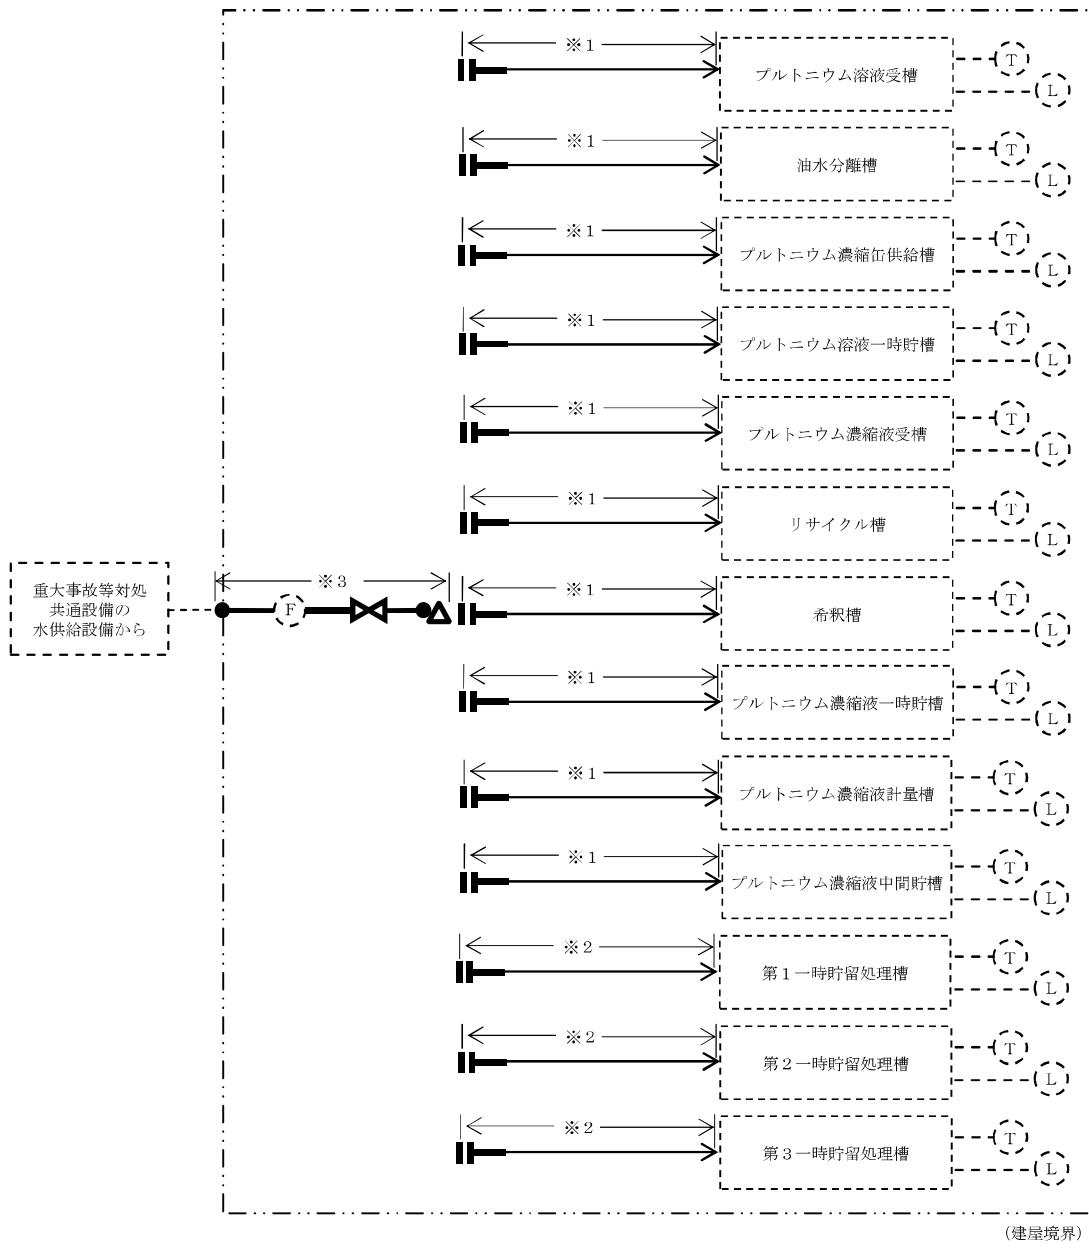 ※1
プルトニウム溶液受槽
T
L
※1
油水分離槽
T
L
※1
プルトニウム濃縮缶供給槽
T
L
※1
プルトニウム溶液一時貯槽
T
L
※1
プルトニウム濃縮液受槽
T
L
※1
リサイクル槽
T
L
重大事故等対処
共通設備の
水供給設備から
※3
F
※1
希釈槽
T
L
※1
プルトニウム濃縮液一時貯槽
T
L
※1
プルトニウム濃縮液計量槽
T
L
※1
プルトニウム濃縮液中間貯槽
T
L
※2
第1一時貯留処理槽
T
L
※2
第2一時貯留処理槽
T
L
※2
第3一時貯留処理槽
T
L
(建屋境界)